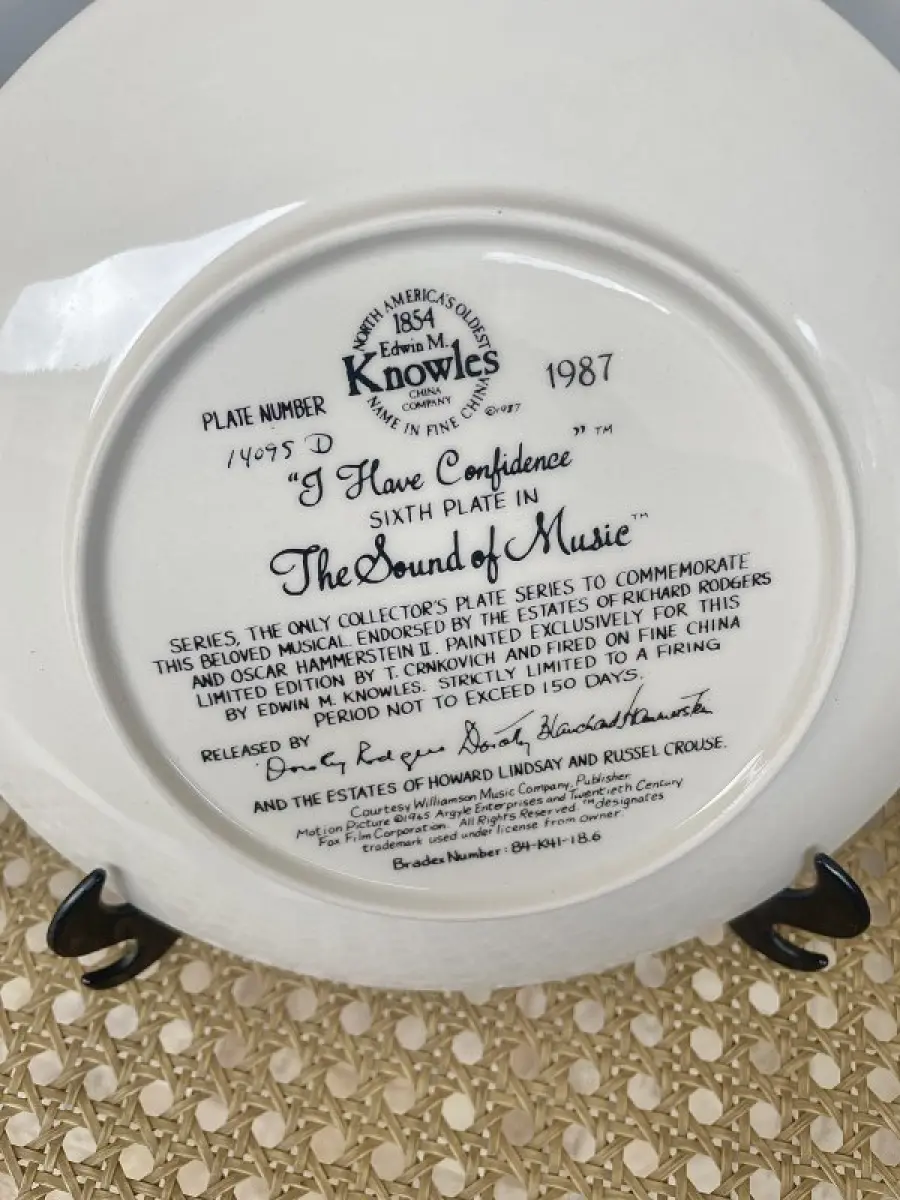 NORTH AMERICA'S OLDEST
1854
Edwin M.
Knowles
CHINA
COMPANY
NAME IN FINE CHINA
©1987
1987
PLATE NUMBER
14095 D
"I Have Confidence"™
SIXTH PLATE IN
The Sound of Music™
SERIES, THE ONLY COLLECTOR'S PLATE SERIES TO COMMEMORATE
THIS BELOVED MUSICAL ENDORSED BY THE ESTATES OF RICHARD RODGERS
AND OSCAR HAMMERSTEIN II. PAINTED EXCLUSIVELY FOR THIS
LIMITED EDITION BY T. CRNKOVICH AND FIRED ON FINE CHINA
BY EDWIN M. KNOWLES. STRICTLY LIMITED TO A FIRING
PERIOD NOT TO EXCEED 150 DAYS.
RELEASED BY Dorothy Rodgers Dorothy Blanchard Hammerstein
AND THE ESTATES OF HOWARD LINDSAY AND RUSSEL CROUSE.
Courtesy Williamson Music Company, Publisher
Motion Picture ©1965 Argyle Enterprises and Twentieth Century
Fox Film Corporation. All Rights Reserved. "™" designates
trademark used under license from owner.
Bradex Number: 84-K41-18.6